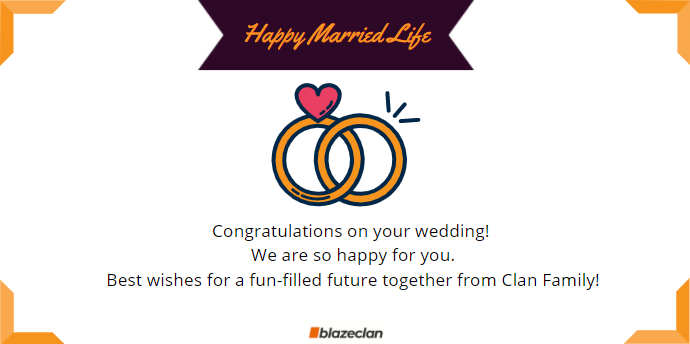 Happy Married Life
Congratulations on your wedding!
We are so happy for you.
Best wishes for a fun-filled future together from Clan Family!
blazeclan